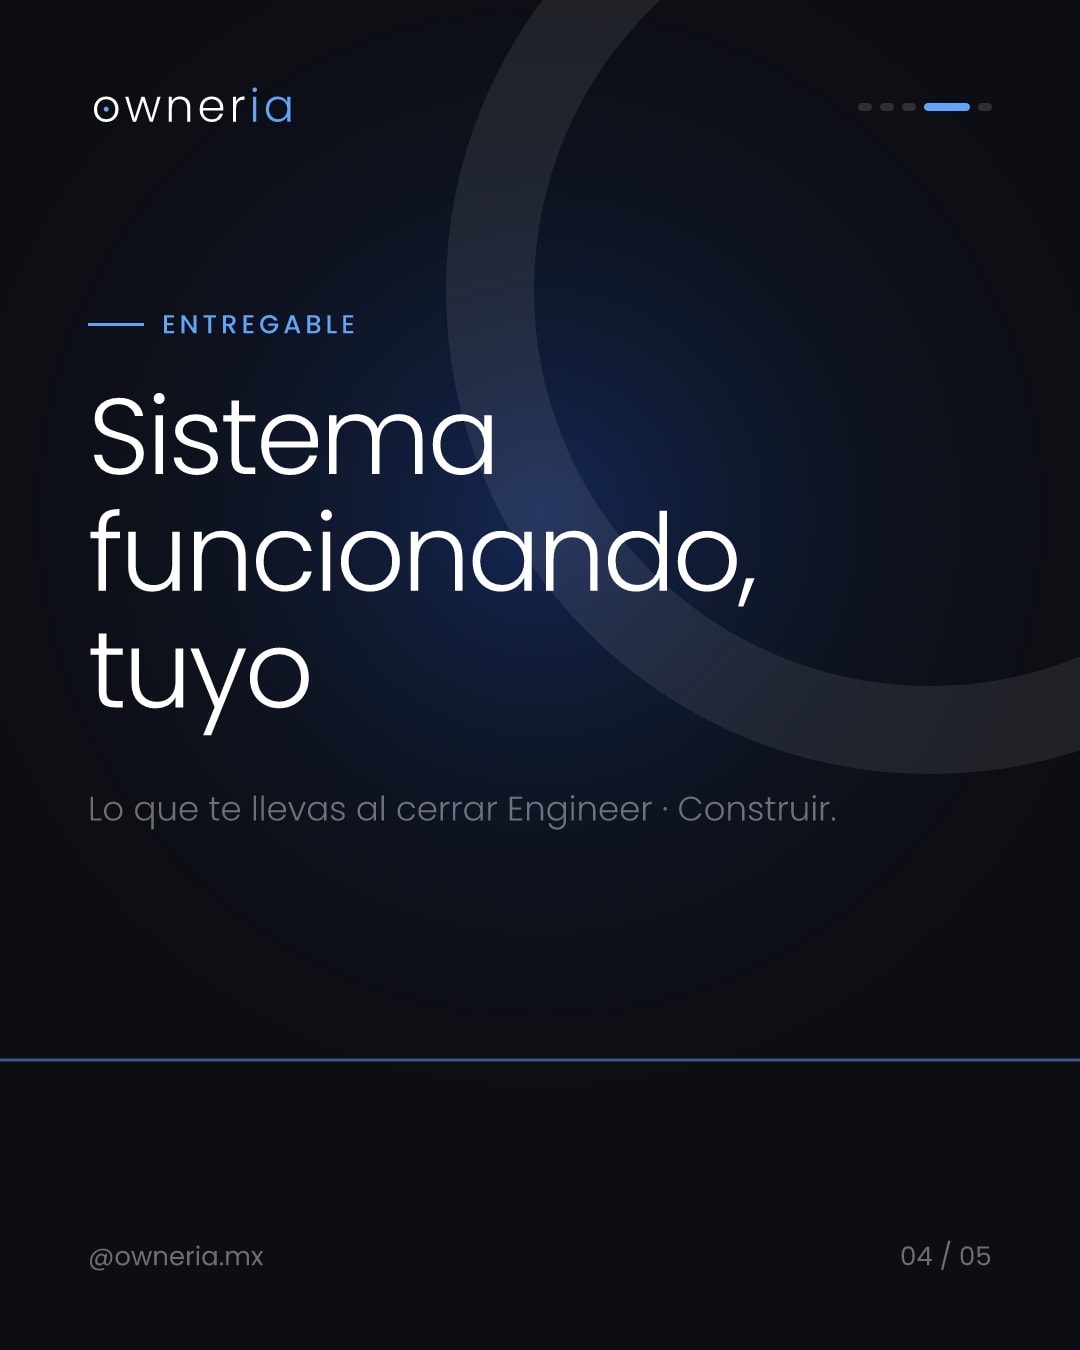 owneria
ENTREGABLE
Sistema
funcionando,
tuyo
Lo que te llevas al cerrar Engineer · Construir.
@owneria.mx
04 / 05